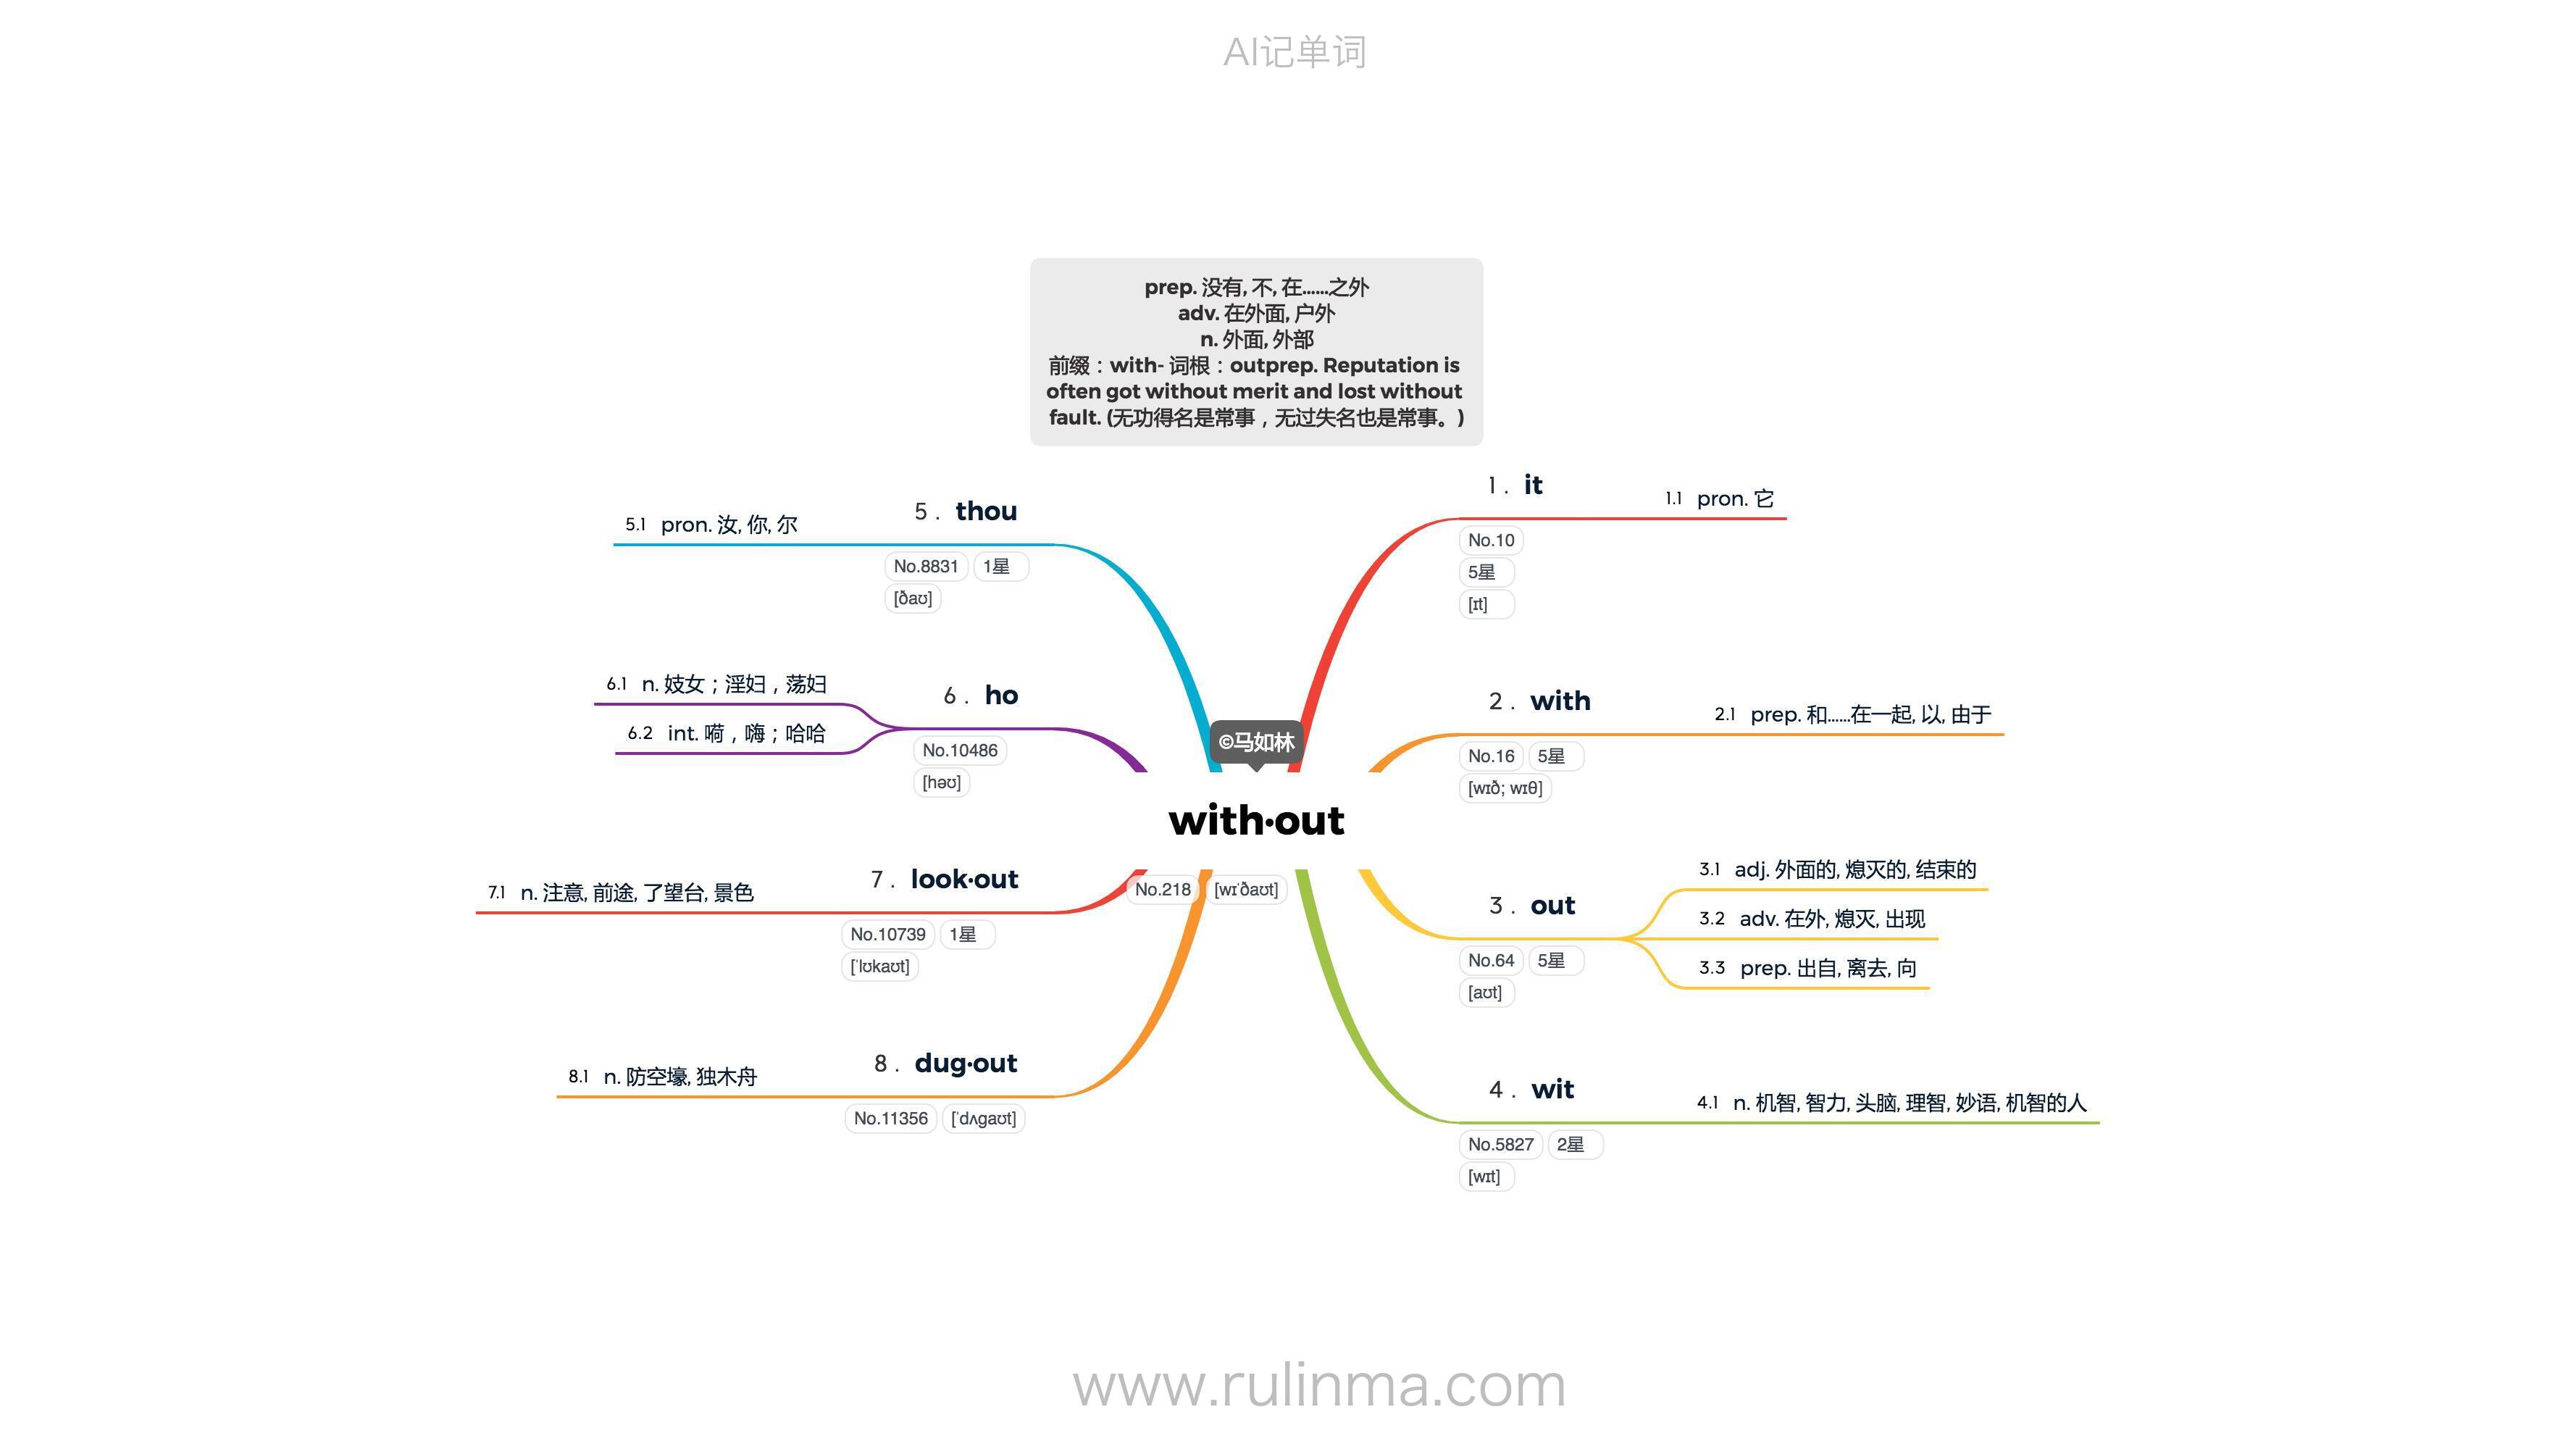 AI记单词
prep. 没有, 不, 在……之外
adv. 在外面, 户外
n. 外面, 外部
前缀：with- 词根：outprep. Reputation is
often got without merit and lost without
fault. (无功得名是常事，无过失名也是常事。)
©马如林
with·out
No.218 [wɪˈðaʊt]
1. it
No.10
5星
[ɪt]
1.1 pron. 它
2. with
No.16 5星
[wɪð; wɪθ]
2.1 prep. 和……在一起, 以, 由于
3. out
No.64 5星
[aʊt]
3.1 adj. 外面的, 熄灭的, 结束的
3.2 adv. 在外, 熄灭, 出现
3.3 prep. 出自, 离去, 向
4. wit
No.5827 2星
[wɪt]
4.1 n. 机智, 智力, 头脑, 理智, 妙语, 机智的人
5. thou
No.8831 1星
[ðaʊ]
5.1 pron. 汝, 你, 尔
6. ho
No.10486
[həʊ]
6.1 n. 妓女；淫妇，荡妇
6.2 int. 嗬，嗨；哈哈
7. look·out
No.10739 1星
[ˈlʊkaʊt]
7.1 n. 注意, 前途, 了望台, 景色
8. dug·out
No.11356 [ˈdʌgaʊt]
8.1 n. 防空壕, 独木舟
www.rulinma.com